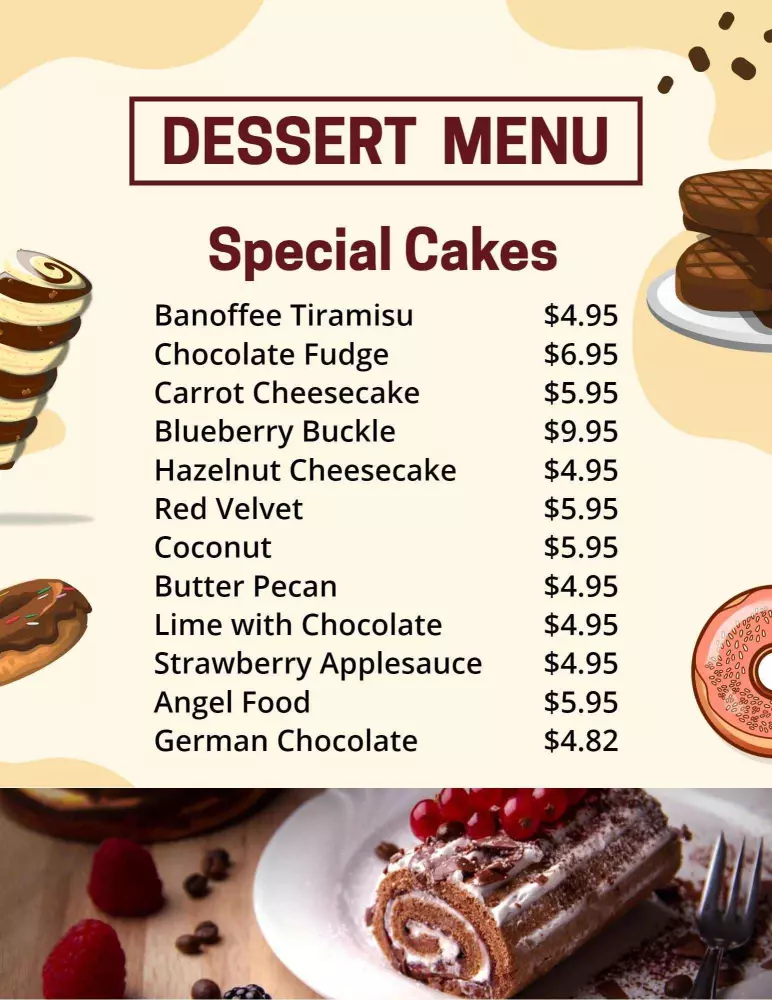 DESSERT MENU
Special Cakes
Banoffee Tiramisu $4.95
Chocolate Fudge $6.95
Carrot Cheesecake $5.95
Blueberry Buckle $9.95
Hazelnut Cheesecake $4.95
Red Velvet $5.95
Coconut $5.95
Butter Pecan $4.95
Lime with Chocolate $4.95
Strawberry Applesauce $4.95
Angel Food $5.95
German Chocolate $4.82